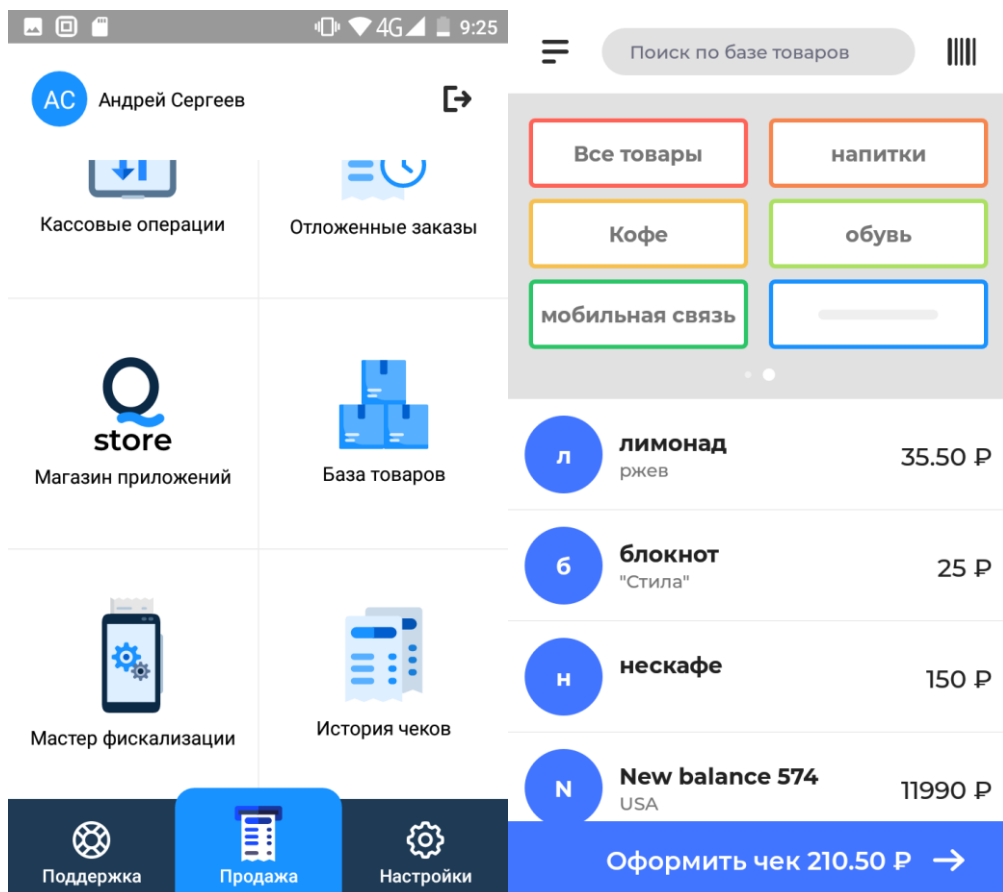 4G 9:25
АС Андрей Сергеев
Кассовые операции
Отложенные заказы
Q
store
Магазин приложений
База товаров
Мастер фискализации
История чеков
Поддержка
Продажа
Настройки
Поиск по базе товаров
Все товары
напитки
Кофе
обувь
мобильная связь
л лимонад 35.50 ₽
ржев
б блокнот 25 ₽
"Стила"
н нескафе 150 ₽
N New balance 574 11990 ₽
USA
Оформить чек 210.50 ₽ →